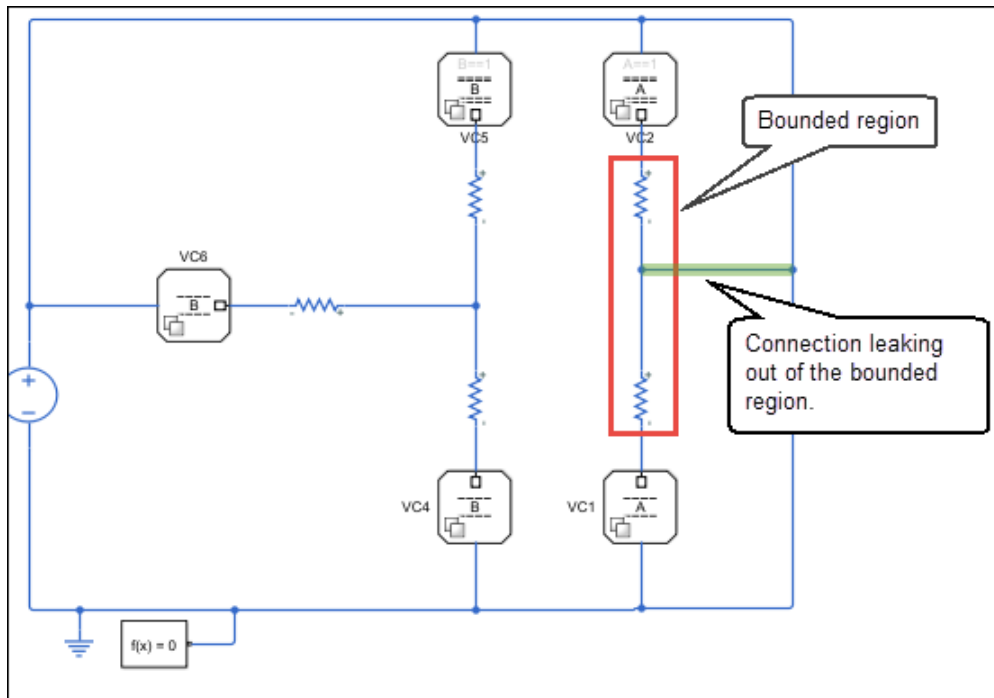 B==1
B
VC5
A==1
A
VC2
Bounded region
+
-
+
-
VC6
B
-
+
Connection leaking
out of the bounded
region.
+
−
+
-
+
-
VC4
B
VC1
A
f(x) = 0